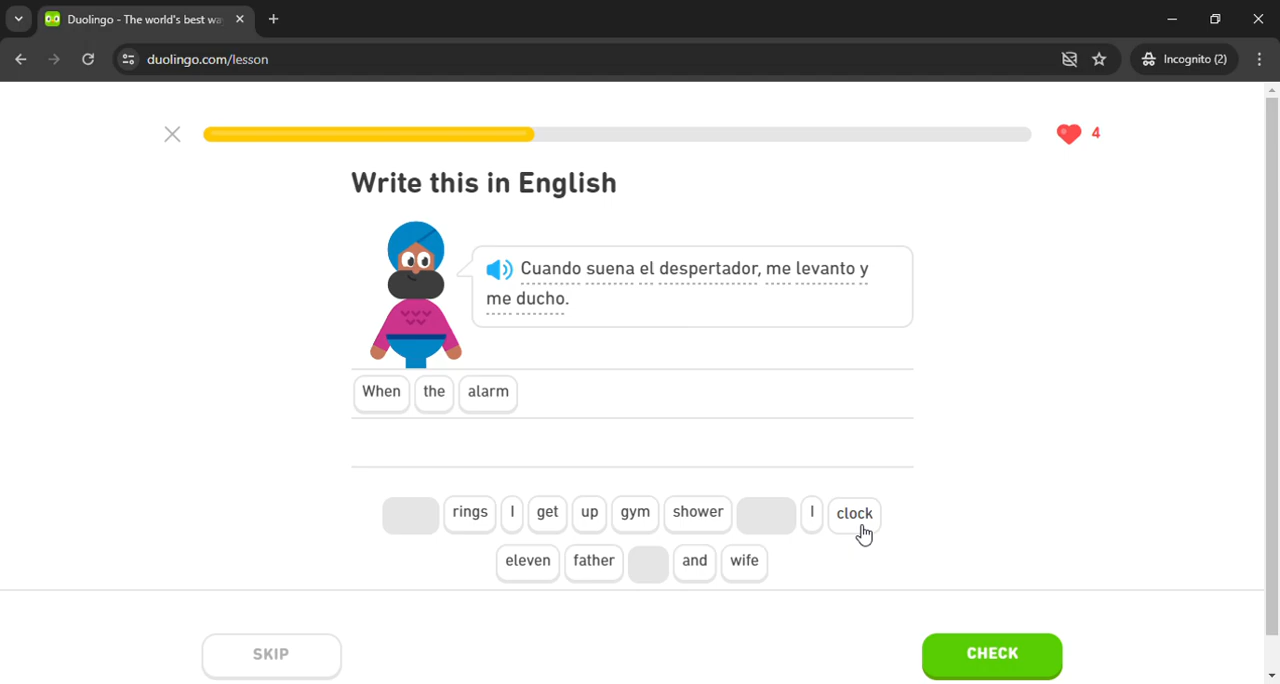 Duolingo - The world's best wa
duolingo.com/lesson
Incognito (2)
4
Write this in English
Cuando suena el despertador, me levanto y
me ducho.
When the alarm
rings I get up gym shower I clock
eleven father and wife
SKIP
CHECK